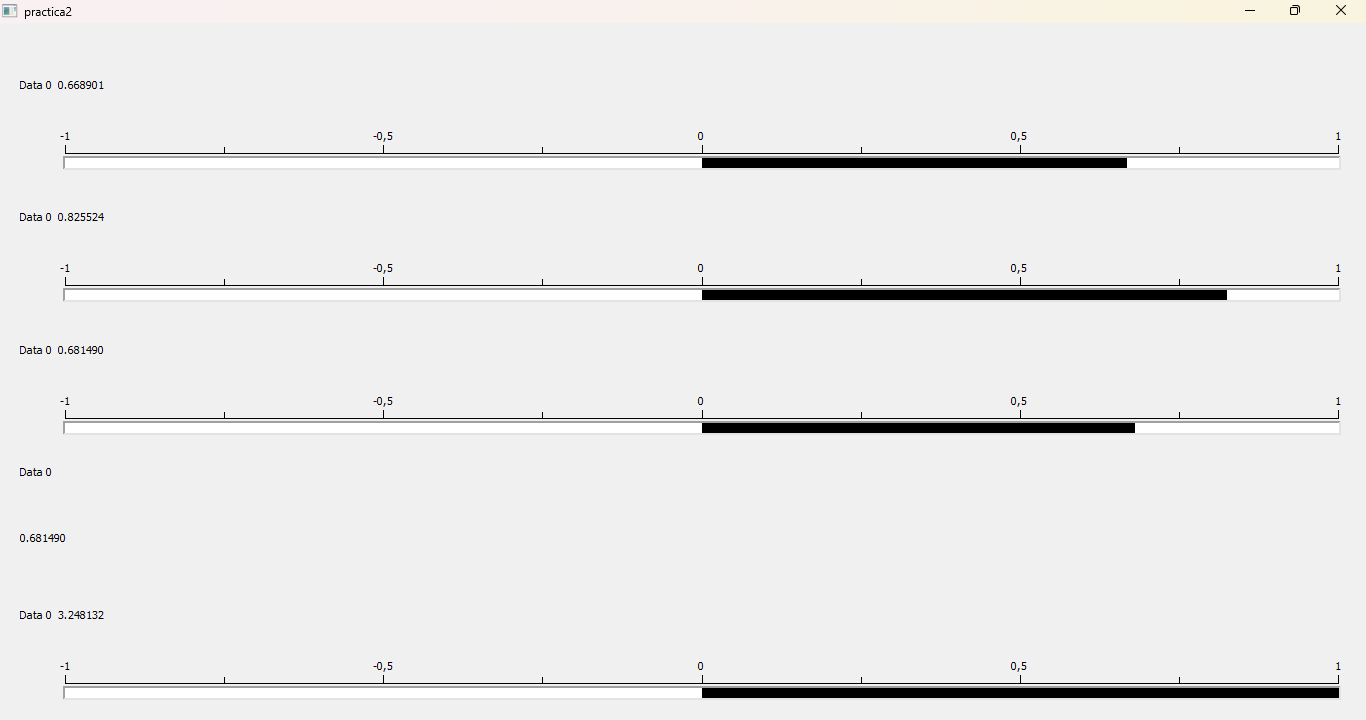 practica2
Data 0 0.668901
-1 -0,5 0 0,5 1
Data 0 0.825524
-1 -0,5 0 0,5 1
Data 0 0.681490
-1 -0,5 0 0,5 1
Data 0
0.681490
Data 0 3.248132
-1 -0,5 0 0,5 1